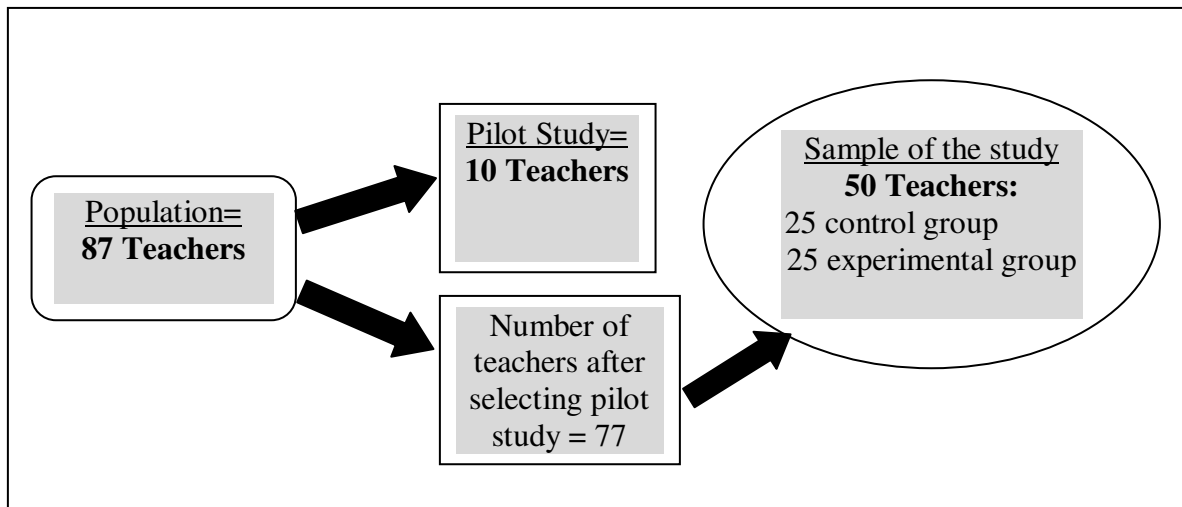 Population=
87 Teachers
Pilot Study=
10 Teachers
Number of
teachers after
selecting pilot
study = 77
Sample of the study
50 Teachers:
25 control group
25 experimental group